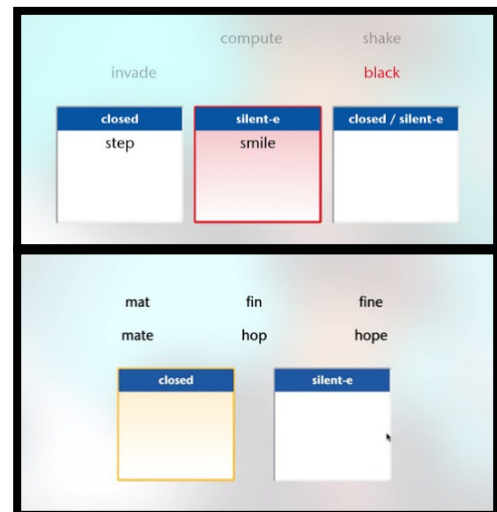 compute shake
invade black
closed silent-e closed / silent-e
step smile
mat fin fine
mate hop hope
closed silent-e